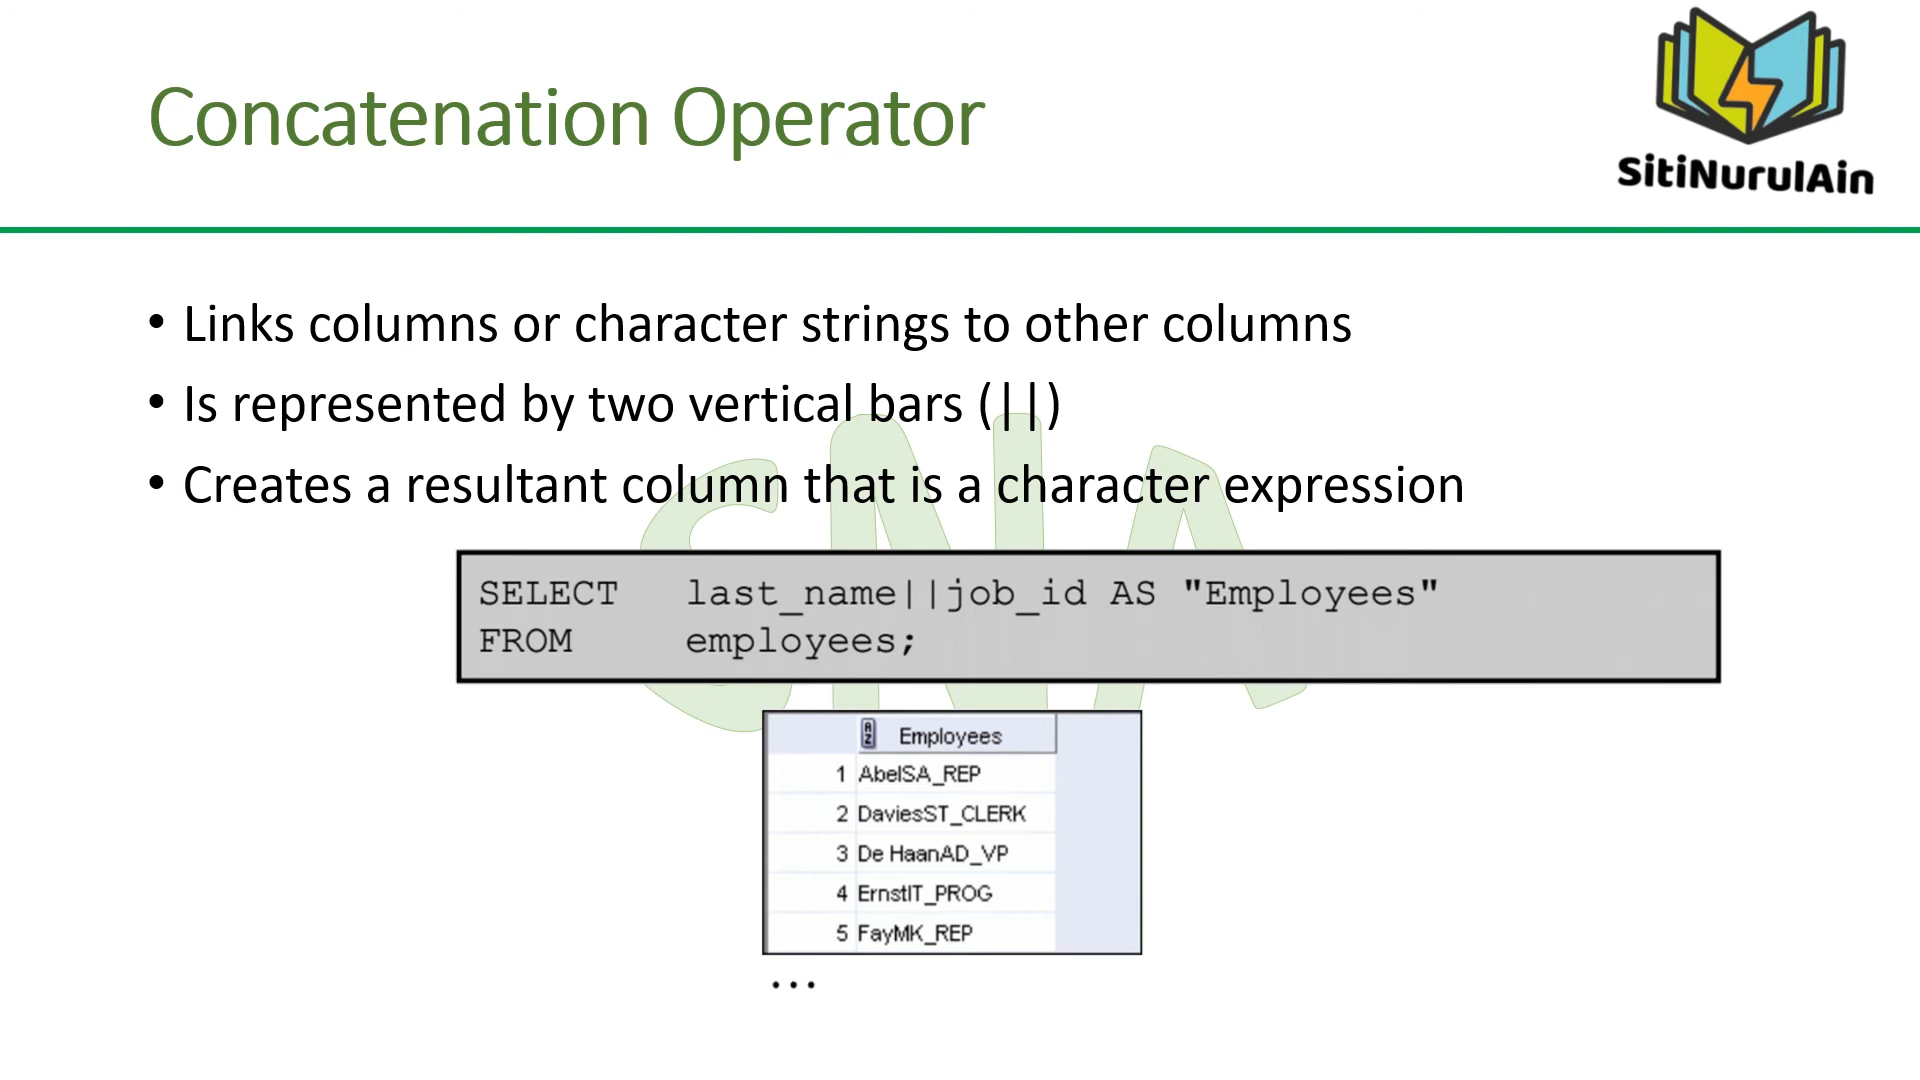 Concatenation Operator
SitiNurulAin
• Links columns or character strings to other columns
• Is represented by two vertical bars (||)
• Creates a resultant column that is a character expression
SNA
SELECT last_name||job_id AS "Employees"
FROM employees;
AZ Employees
1 AbelSA_REP
2 DaviesST_CLERK
3 De HaanAD_VP
4 ErnstIT_PROG
5 FayMK_REP
...